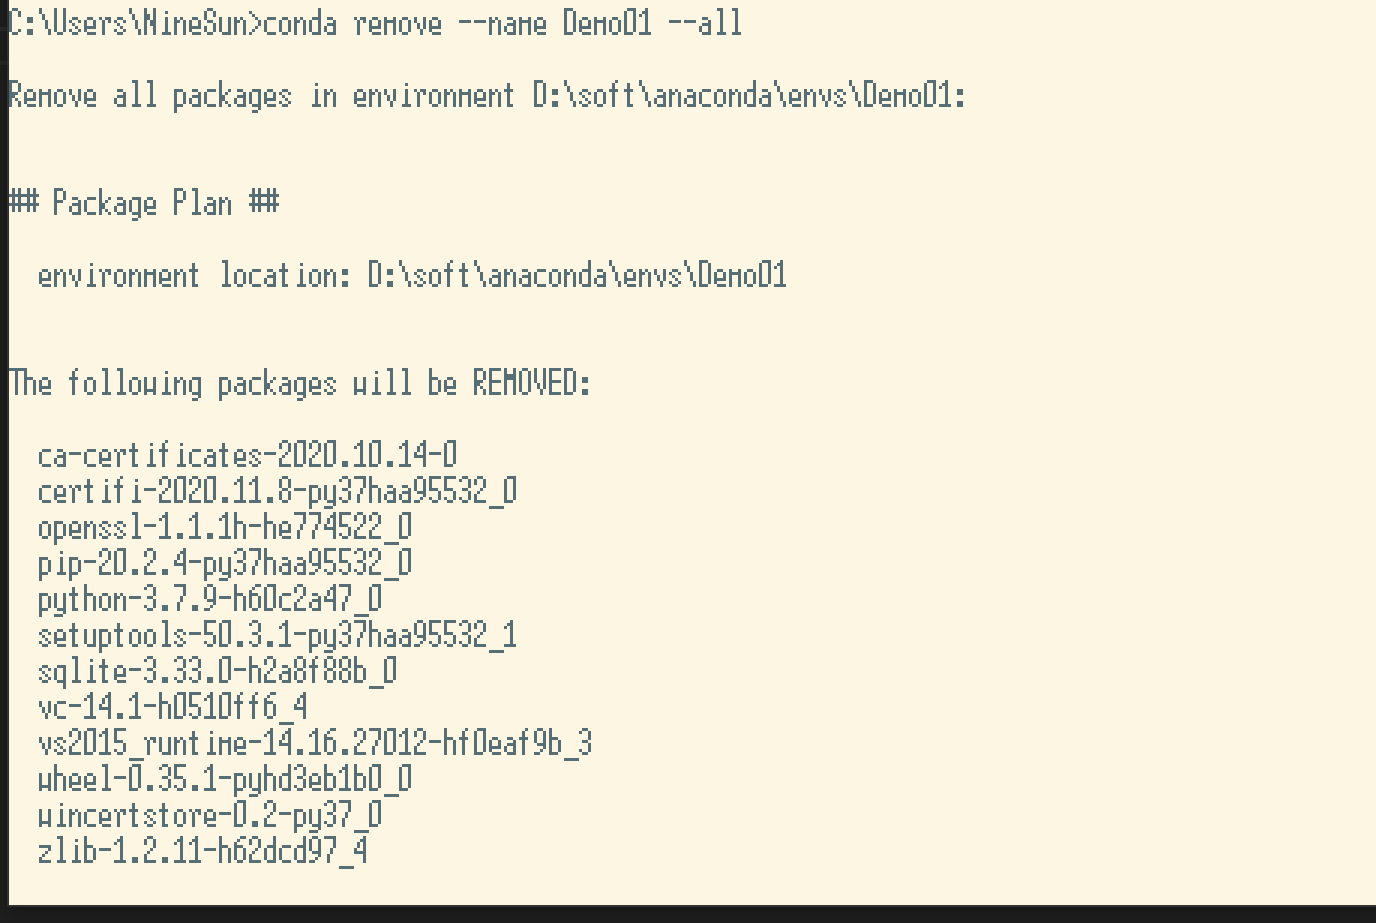 C:\Users\NineSun>conda remove --name Demo01 --all
Remove all packages in environment D:\soft\anaconda\envs\Demo01:
## Package Plan ##
environment location: D:\soft\anaconda\envs\Demo01
The following packages will be REMOVED:
ca-certificates-2020.10.14-0
certifi-2020.11.8-py37haa95532_0
openssl-1.1.1h-he774522_0
pip-20.2.4-py37haa95532_0
python-3.7.9-h60c2a47_0
setuptools-50.3.1-py37haa95532_1
sqlite-3.33.0-h2a8f88b_0
vc-14.1-h0510ff6_4
vs2015_runtime-14.16.27012-hf0eaf9b_3
wheel-0.35.1-pyhd3eb1b0_0
wincertstore-0.2-py37_0
zlib-1.2.11-h62dcd97_4